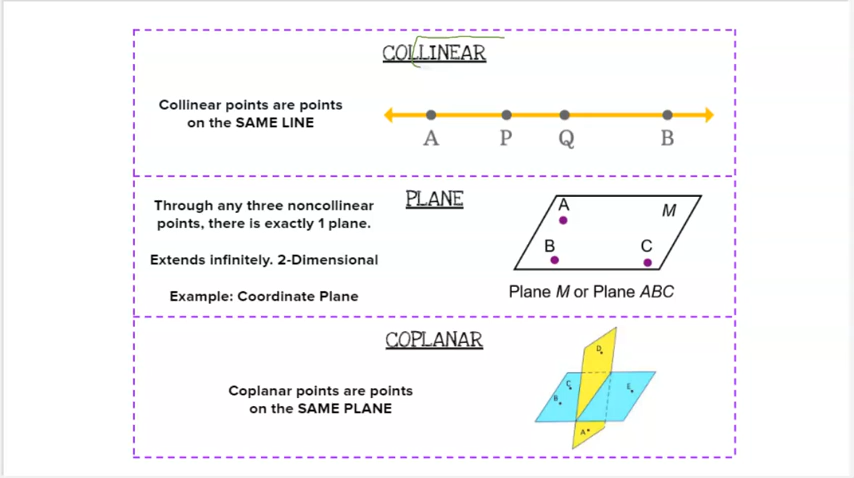 COLLINEAR
Collinear points are points
on the SAME LINE
A P Q B
PLANE
Through any three noncollinear
points, there is exactly 1 plane.
Extends infinitely. 2-Dimensional
Example: Coordinate Plane
A M
B C
Plane M or Plane ABC
COPLANAR
Coplanar points are points
on the SAME PLANE
D
C E
B
A